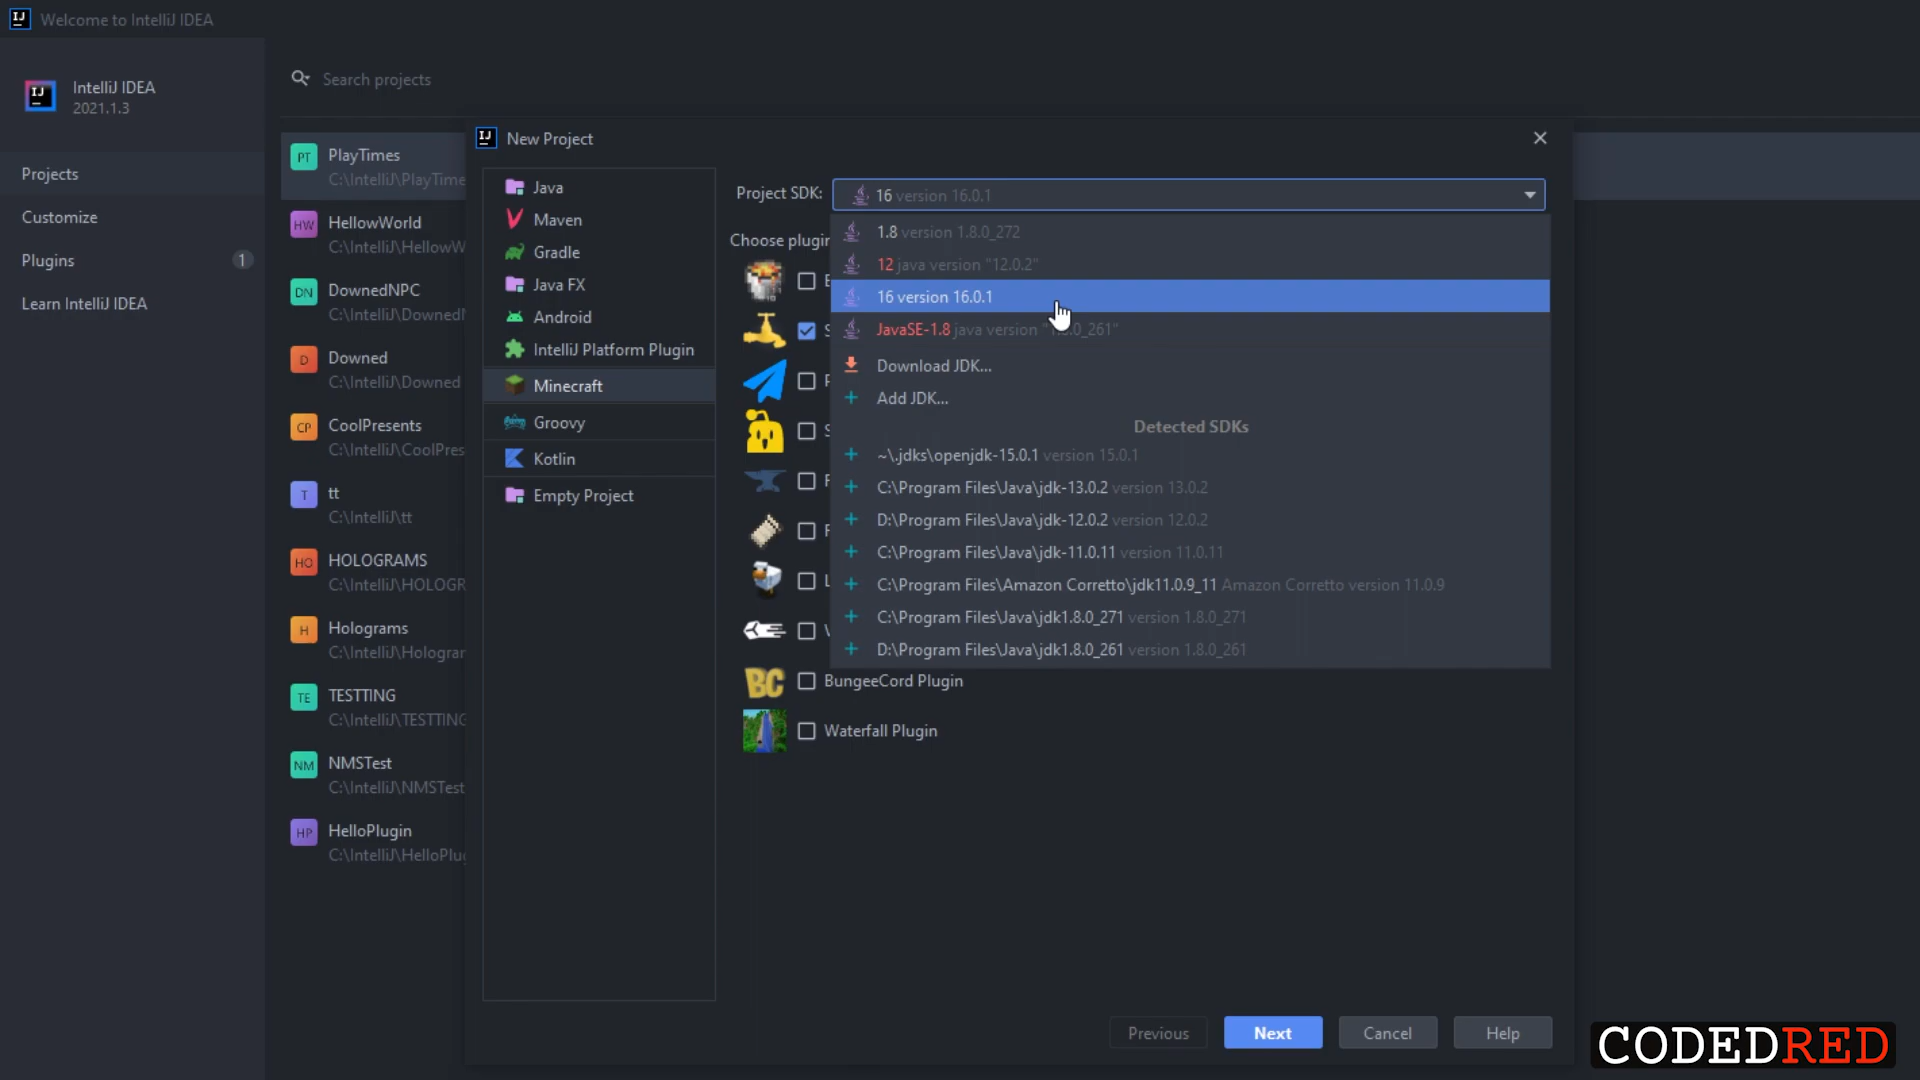 Welcome to IntelliJ IDEA
IntelliJ IDEA
2021.1.3
Projects
Customize
Plugins
1
Learn IntelliJ IDEA
Search projects
PT
PlayTimes
C:\IntelliJ\PlayTime
HW
HellowWorld
C:\IntelliJ\HellowW
DN
DownedNPC
C:\IntelliJ\Downed
D
Downed
C:\IntelliJ\Downed
CP
CoolPresents
C:\IntelliJ\CoolPres
T
tt
C:\IntelliJ\tt
HO
HOLOGRAMS
C:\IntelliJ\HOLOGR
H
Holograms
C:\IntelliJ\Hologra
TE
TESTTING
C:\IntelliJ\TESTTING
NM
NMSTest
C:\IntelliJ\NMSTest
HP
HelloPlugin
C:\IntelliJ\HelloPlu
New Project
Java
Maven
Gradle
Java FX
Android
IntelliJ Platform Plugin
Minecraft
Groovy
Kotlin
Empty Project
Project SDK:
16 version 16.0.1
Choose plugin
1.8 version 1.8.0_272
12 java version "12.0.2"
16 version 16.0.1
JavaSE-1.8 java version "1.8.0_261"
Download JDK...
Add JDK...
Detected SDKs
~\.jdks\openjdk-15.0.1 version 15.0.1
C:\Program Files\Java\jdk-13.0.2 version 13.0.2
D:\Program Files\Java\jdk-12.0.2 version 12.0.2
C:\Program Files\Java\jdk-11.0.11 version 11.0.11
C:\Program Files\Amazon Corretto\jdk11.0.9_11 Amazon Corretto version 11.0.9
C:\Program Files\Java\jdk1.8.0_271 version 1.8.0_271
D:\Program Files\Java\jdk1.8.0_261 version 1.8.0_261
BC
BungeeCord Plugin
Waterfall Plugin
Previous
Next
Cancel
Help
CODEDRED